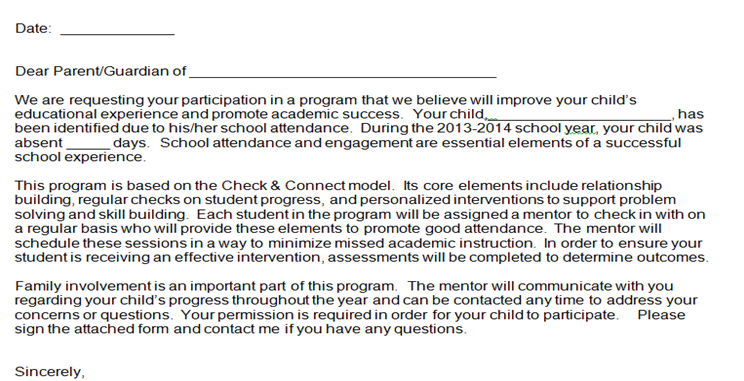 Date: _______________
Dear Parent/Guardian of ________________________________________
We are requesting your participation in a program that we believe will improve your child's
educational experience and promote academic success.  Your child, ________________________, has
been identified due to his/her school attendance.  During the 2013-2014 school year, your child was
absent ______ days.  School attendance and engagement are essential elements of a successful
school experience.
This program is based on the Check & Connect model.  Its core elements include relationship
building, regular checks on student progress, and personalized interventions to support problem
solving and skill building.  Each student in the program will be assigned a mentor to check in with on
a regular basis who will provide these elements to promote good attendance.  The mentor will
schedule these sessions in a way to minimize missed academic instruction.  In order to ensure your
student is receiving an effective intervention, assessments will be completed to determine outcomes.
Family involvement is an important part of this program.  The mentor will communicate with you
regarding your child's progress throughout the year and can be contacted any time to address your
concerns or questions.  Your permission is required in order for your child to participate.    Please
sign the attached form and contact me if you have any questions.
Sincerely,